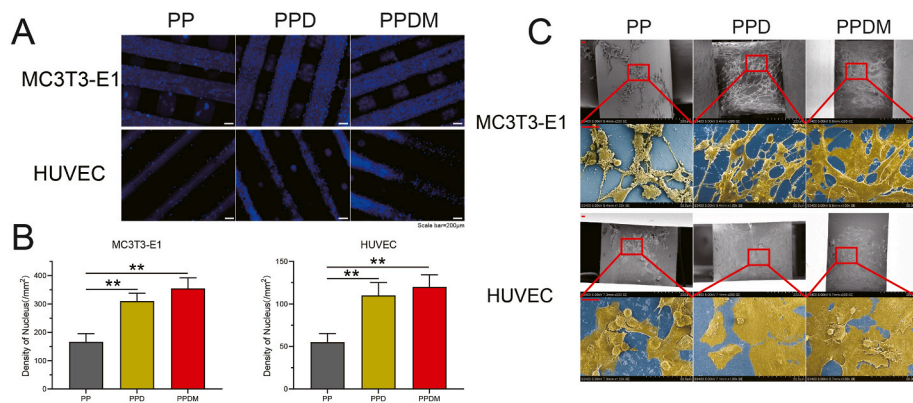 A
PP PPD PPDM
MC3T3-E1
HUVEC
Scale bar=200μm
B
MC3T3-E1
Density of Nucleus(/mm²)
400
300
200
100
0
**
**
PP PPD PPDM
HUVEC
Density of Nucleus(/mm²)
150
100
50
0
**
**
PP PPD PPDM
C
PP PPD PPDM
MC3T3-E1
HUVEC